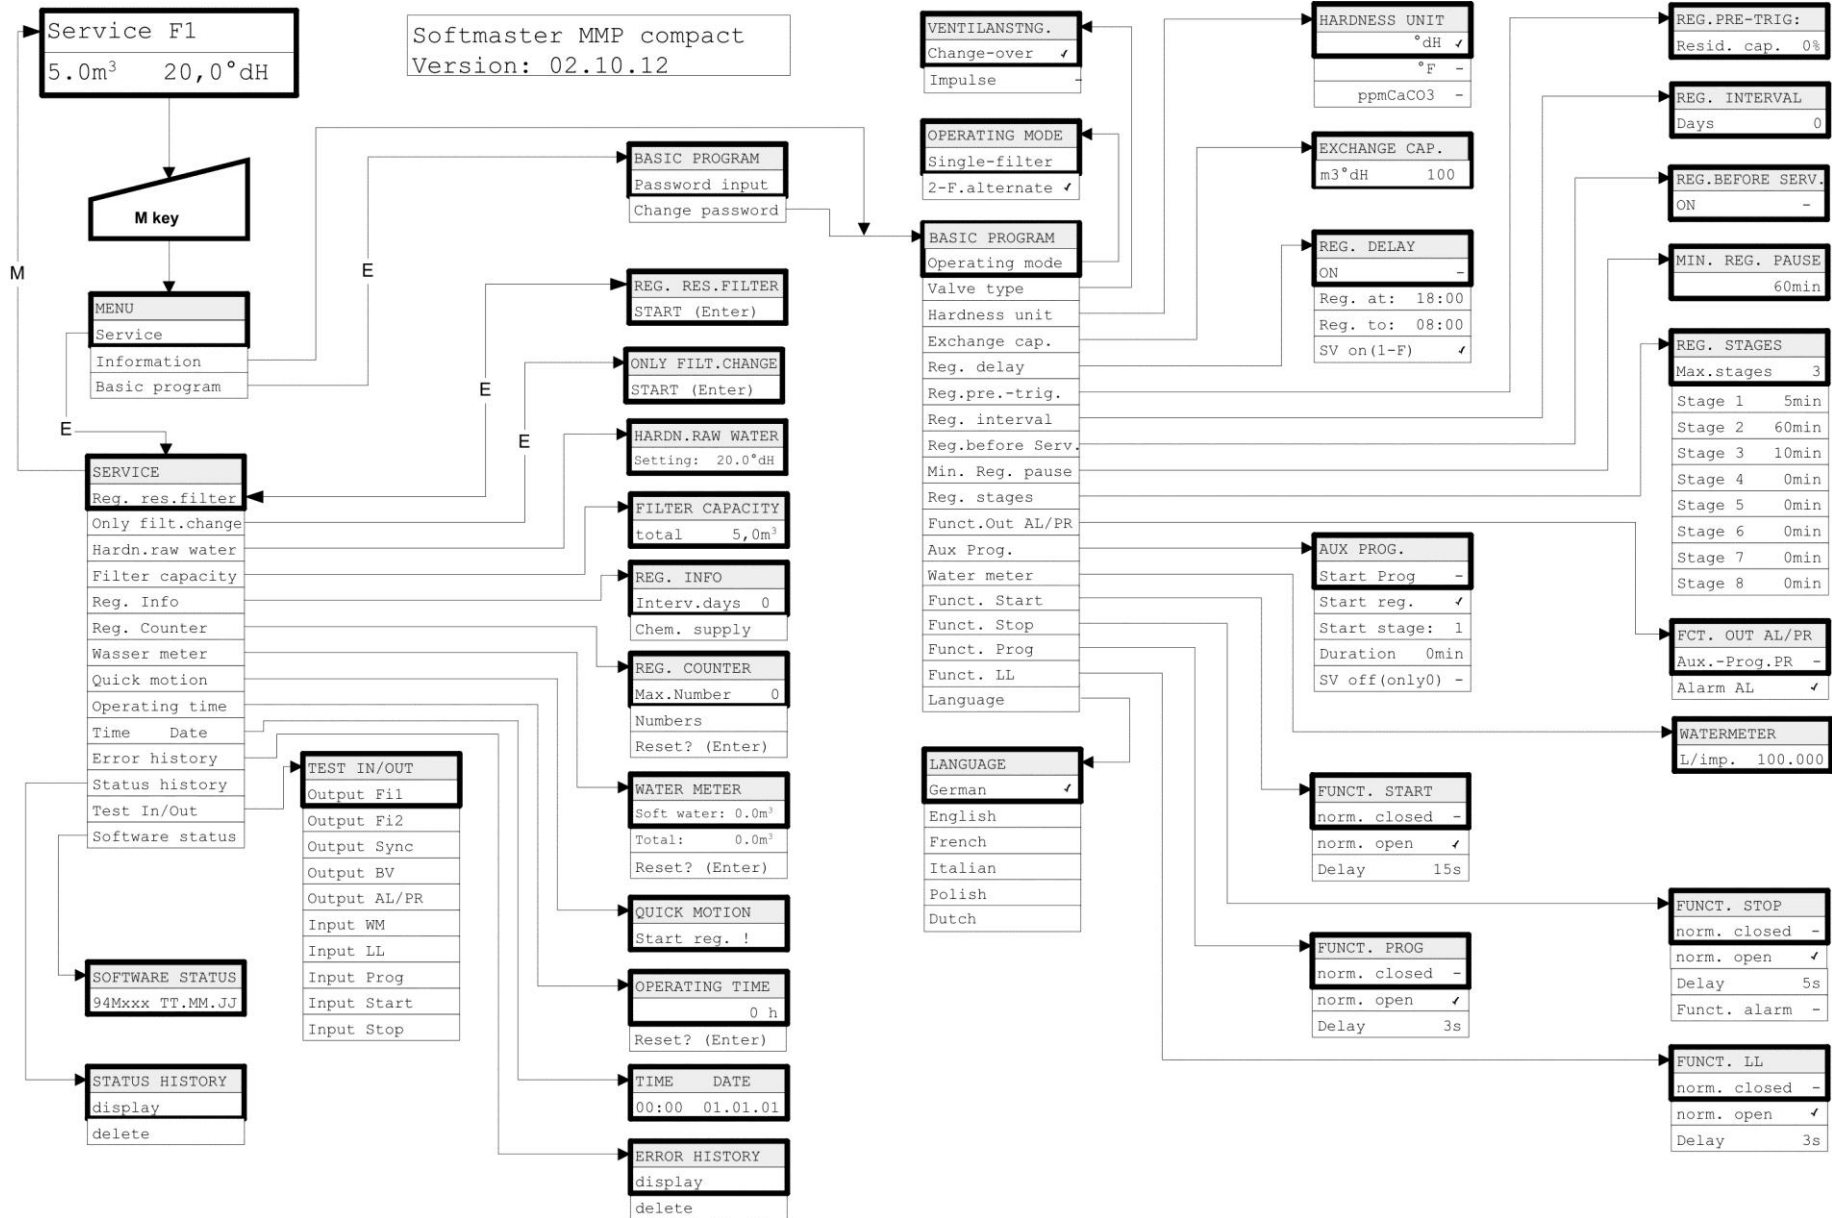 Service F1
5.0m³ 20,0°dH
Softmaster MMP compact
Version: 02.10.12
M key
M
E
MENU
Service
Information
Basic program
E
SERVICE
Reg. res.filter
Only filt.change
Hardn.raw water
Filter capacity
Reg. Info
Reg. Counter
Wasser meter
Quick motion
Operating time
Time Date
Error history
Status history
Test In/Out
Software status
SOFTWARE STATUS
94Mxxx TT.MM.JJ
STATUS HISTORY
display
delete
TEST IN/OUT
Output Fi1
Output Fi2
Output Sync
Output BV
Output AL/PR
Input WM
Input LL
Input Prog
Input Start
Input Stop
E
E
E
BASIC PROGRAM
Password input
Change password
REG. RES.FILTER
START (Enter)
ONLY FILT.CHANGE
START (Enter)
HARDN.RAW WATER
Setting: 20.0°dH
FILTER CAPACITY
total 5,0m³
REG. INFO
Interv.days 0
Chem. supply
REG. COUNTER
Max.Number 0
Numbers
Reset? (Enter)
WATER METER
Soft water: 0.0m³
Total: 0.0m³
Reset? (Enter)
QUICK MOTION
Start reg. !
OPERATING TIME
0 h
Reset? (Enter)
TIME DATE
00:00 01.01.01
ERROR HISTORY
display
delete
VENTILANSTNG.
Change-over ✓
Impulse -
OPERATING MODE
Single-filter
2-F.alternate ✓
BASIC PROGRAM
Operating mode
Valve type
Hardness unit
Exchange cap.
Reg. delay
Reg.pre.-trig.
Reg. interval
Reg.before Serv.
Min. Reg. pause
Reg. stages
Funct.Out AL/PR
Aux Prog.
Water meter
Funct. Start
Funct. Stop
Funct. Prog
Funct. LL
Language
LANGUAGE
German ✓
English
French
Italian
Polish
Dutch
HARDNESS UNIT
°dH ✓
°F -
ppmCaCO3 -
EXCHANGE CAP.
m3°dH 100
REG. DELAY
ON -
Reg. at: 18:00
Reg. to: 08:00
SV on(1-F) ✓
AUX PROG.
Start Prog -
Start reg. ✓
Start stage: 1
Duration 0min
SV off(only0) -
FUNCT. START
norm. closed -
norm. open ✓
Delay 15s
FUNCT. PROG
norm. closed -
norm. open ✓
Delay 3s
REG.PRE-TRIG:
Resid. cap. 0%
REG. INTERVAL
Days 0
REG.BEFORE SERV.
ON -
MIN. REG. PAUSE
60min
REG. STAGES
Max.stages 3
Stage 1 5min
Stage 2 60min
Stage 3 10min
Stage 4 0min
Stage 5 0min
Stage 6 0min
Stage 7 0min
Stage 8 0min
FCT. OUT AL/PR
Aux.-Prog.PR -
Alarm AL ✓
WATERMETER
L/imp. 100.000
FUNCT. STOP
norm. closed -
norm. open ✓
Delay 5s
Funct. alarm -
FUNCT. LL
norm. closed -
norm. open ✓
Delay 3s